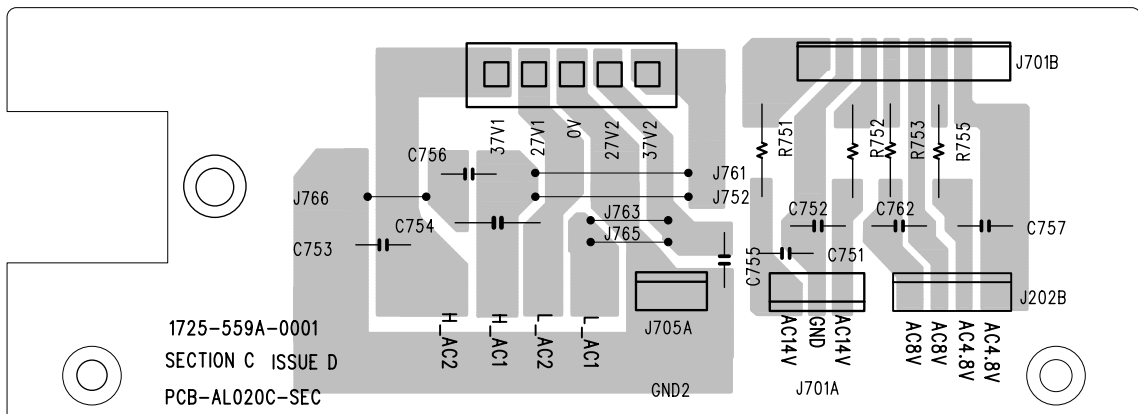 J701B
37V1
27V1
0V
27V2
37V2
R751
R752
R753
R755
C756
J761
J766
J752
C754
J763
C752
C762
C757
C753
J765
C755
C751
J202B
1725-559A-0001
H_AC2
H_AC1
L_AC2
L_AC1
J705A
AC14V
GND
AC14V
AC8V
AC8V
AC4.8V
AC4.8V
SECTION C ISSUE D
GND2
J701A
PCB-AL020C-SEC